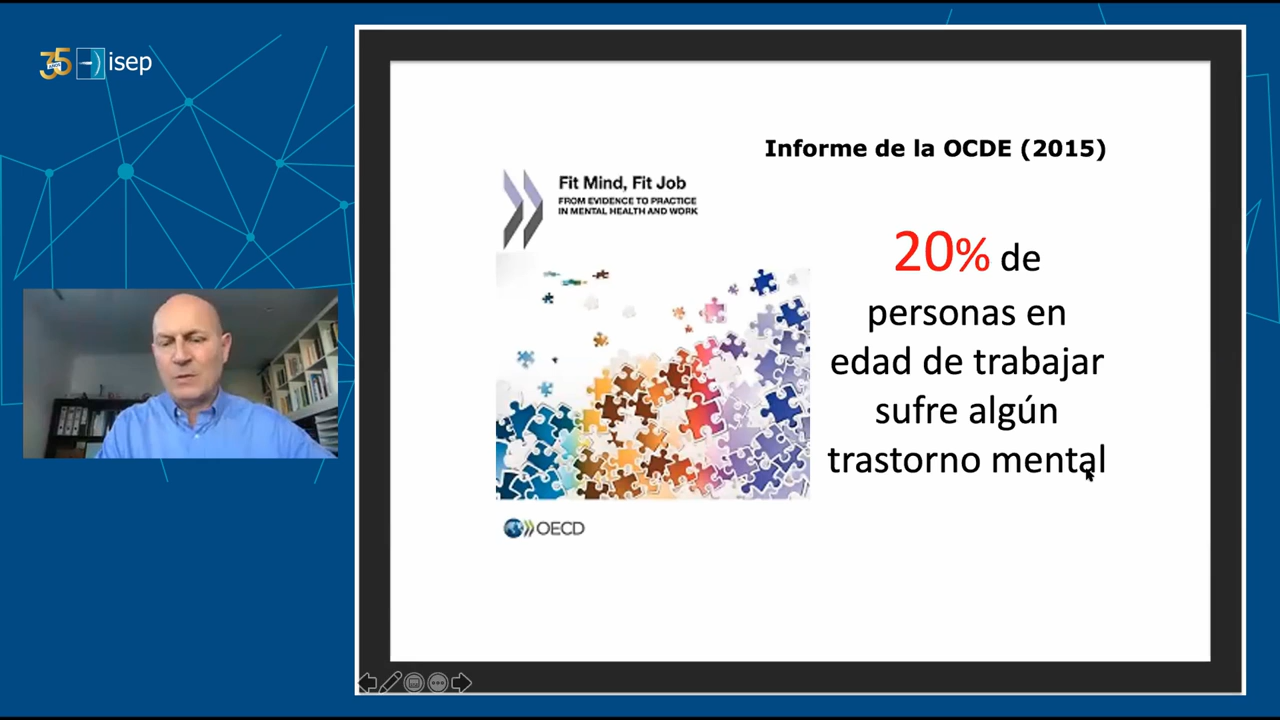 35
isep
Informe de la OCDE (2015)
Fit Mind, Fit Job
FROM EVIDENCE TO PRACTICE
IN MENTAL HEALTH AND WORK
20% de
personas en
edad de trabajar
sufre algún
trastorno mental
OECD